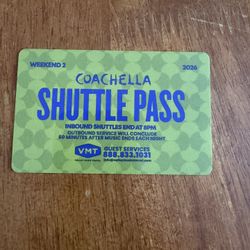 WEEKEND 2
2026
COACHELLA
SHUTTLE PASS
INBOUND SHUTTLES END AT 8PM
OUTBOUND SERVICE WILL CONCLUDE
90 MINUTES AFTER MUSIC ENDS EACH NIGHT
VMT
GUEST SERVICES
888.833.1031